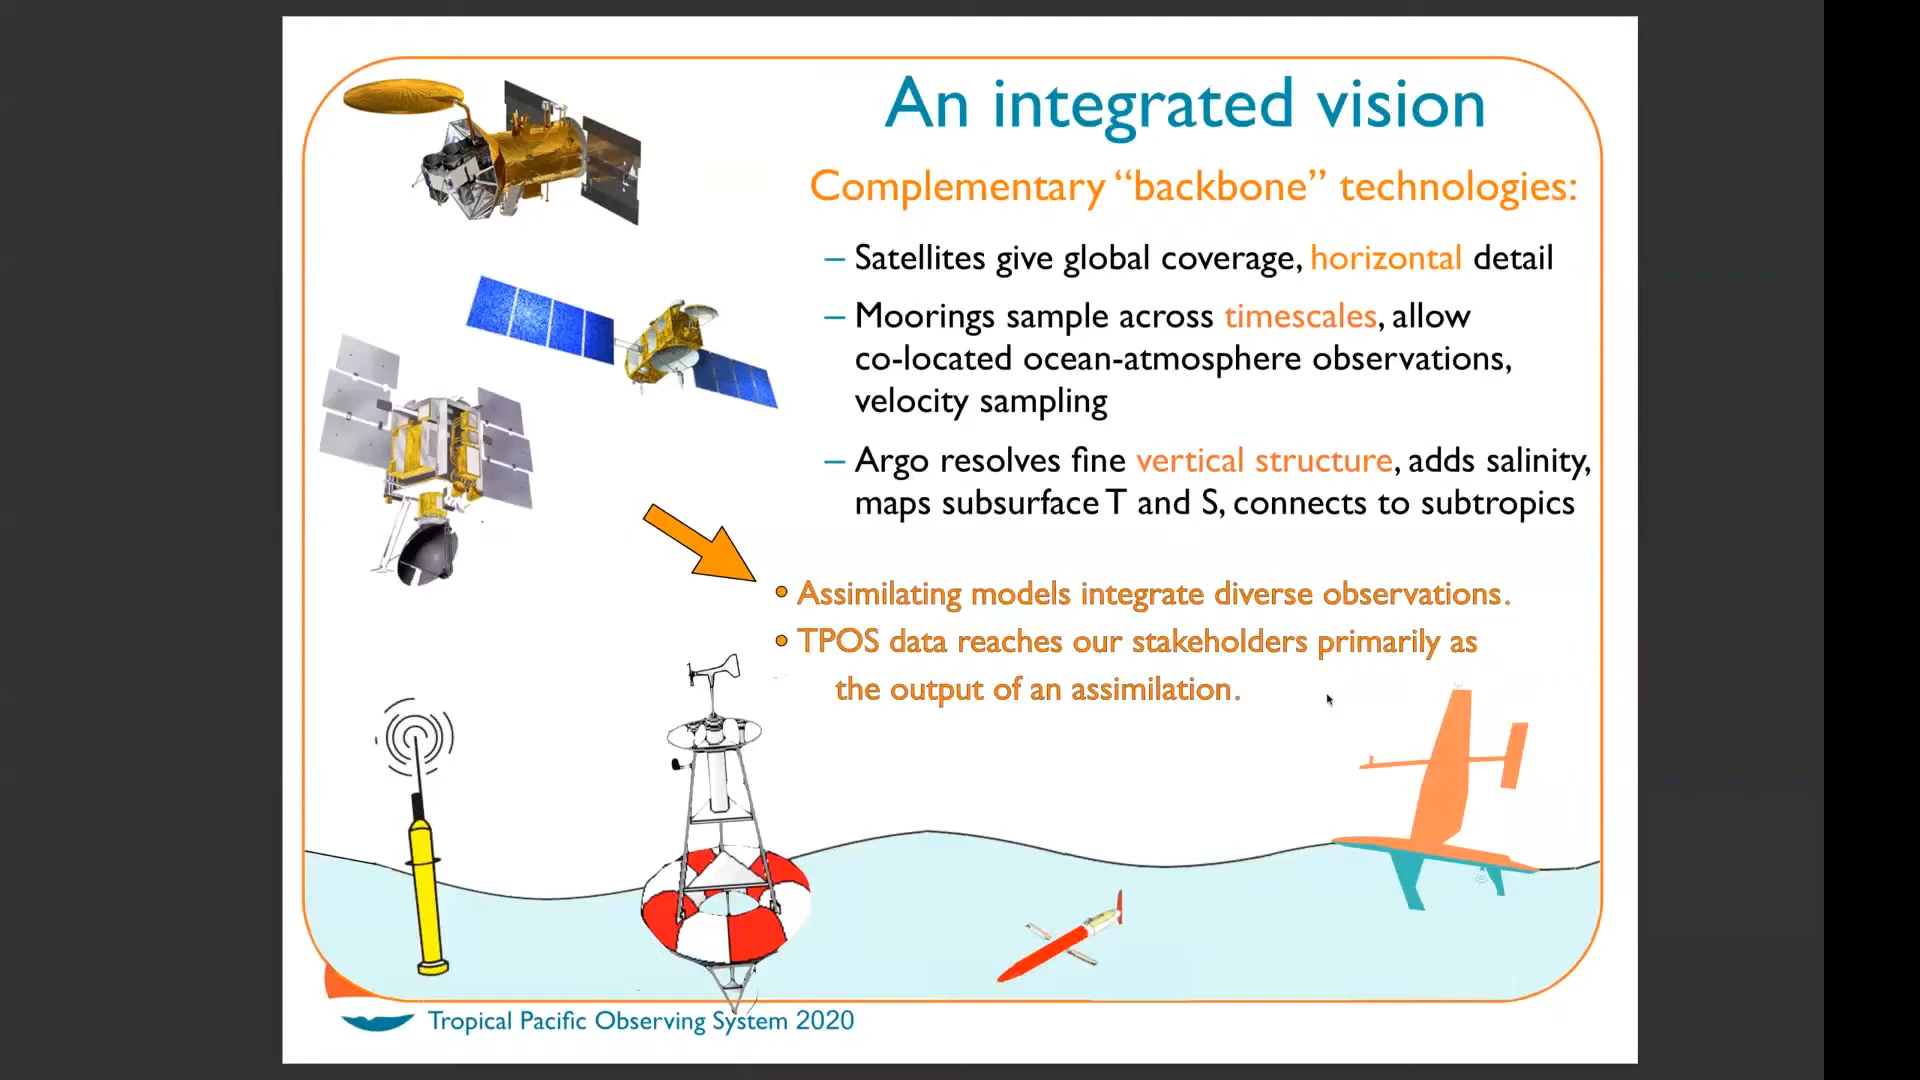 An integrated vision
Complementary “backbone” technologies:
– Satellites give global coverage, horizontal detail
– Moorings sample across timescales, allow
co-located ocean-atmosphere observations,
velocity sampling
– Argo resolves fine vertical structure, adds salinity,
maps subsurface T and S, connects to subtropics
• Assimilating models integrate diverse observations.
• TPOS data reaches our stakeholders primarily as
the output of an assimilation.
Tropical Pacific Observing System 2020